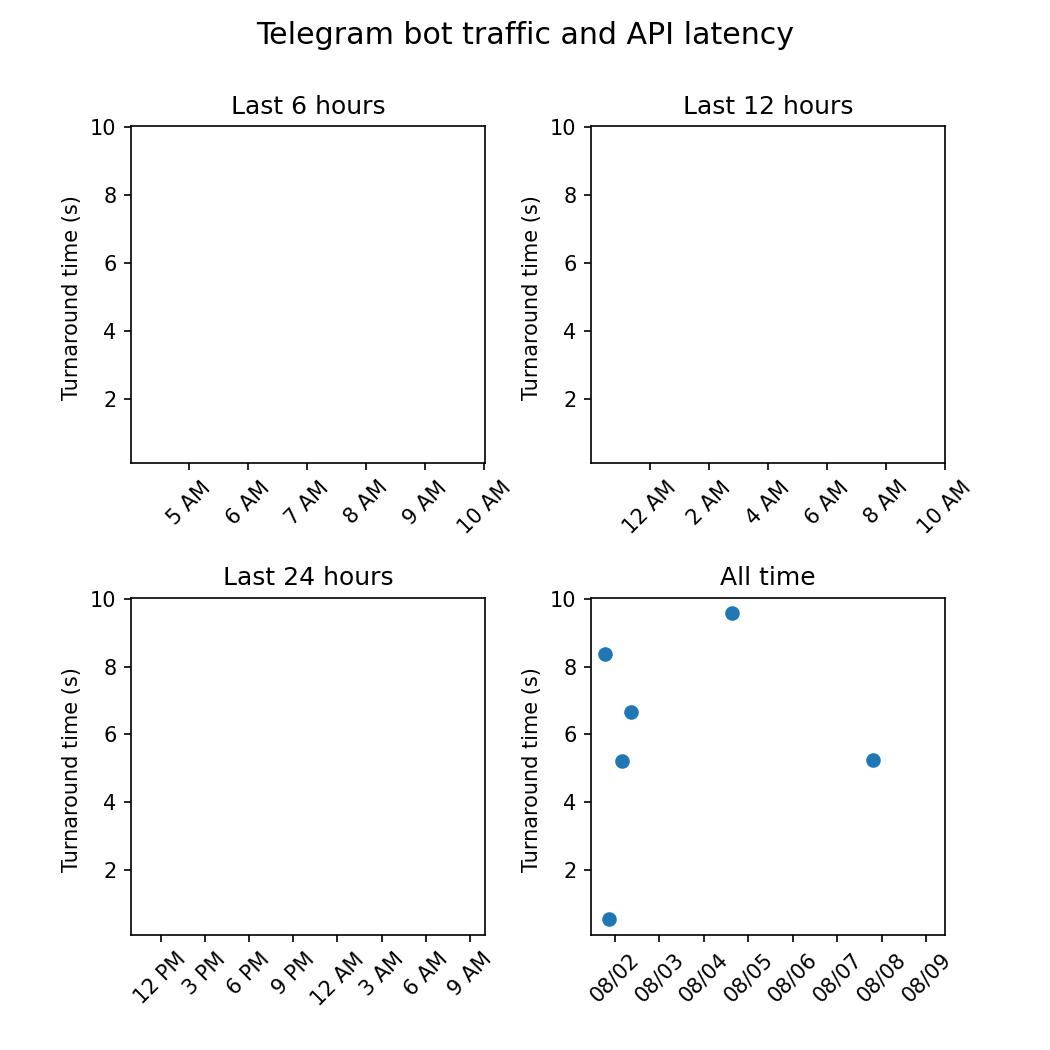 Telegram bot traffic and API latency
Last 6 hours
10
8
6
4
2
Turnaround time (s)
5 AM
6 AM
7 AM
8 AM
9 AM
10 AM
Last 12 hours
10
8
6
4
2
Turnaround time (s)
12 AM
2 AM
4 AM
6 AM
8 AM
10 AM
Last 24 hours
10
8
6
4
2
Turnaround time (s)
12 PM
3 PM
6 PM
9 PM
12 AM
3 AM
6 AM
9 AM
All time
10
8
6
4
2
Turnaround time (s)
08/02
08/03
08/04
08/05
08/06
08/07
08/08
08/09